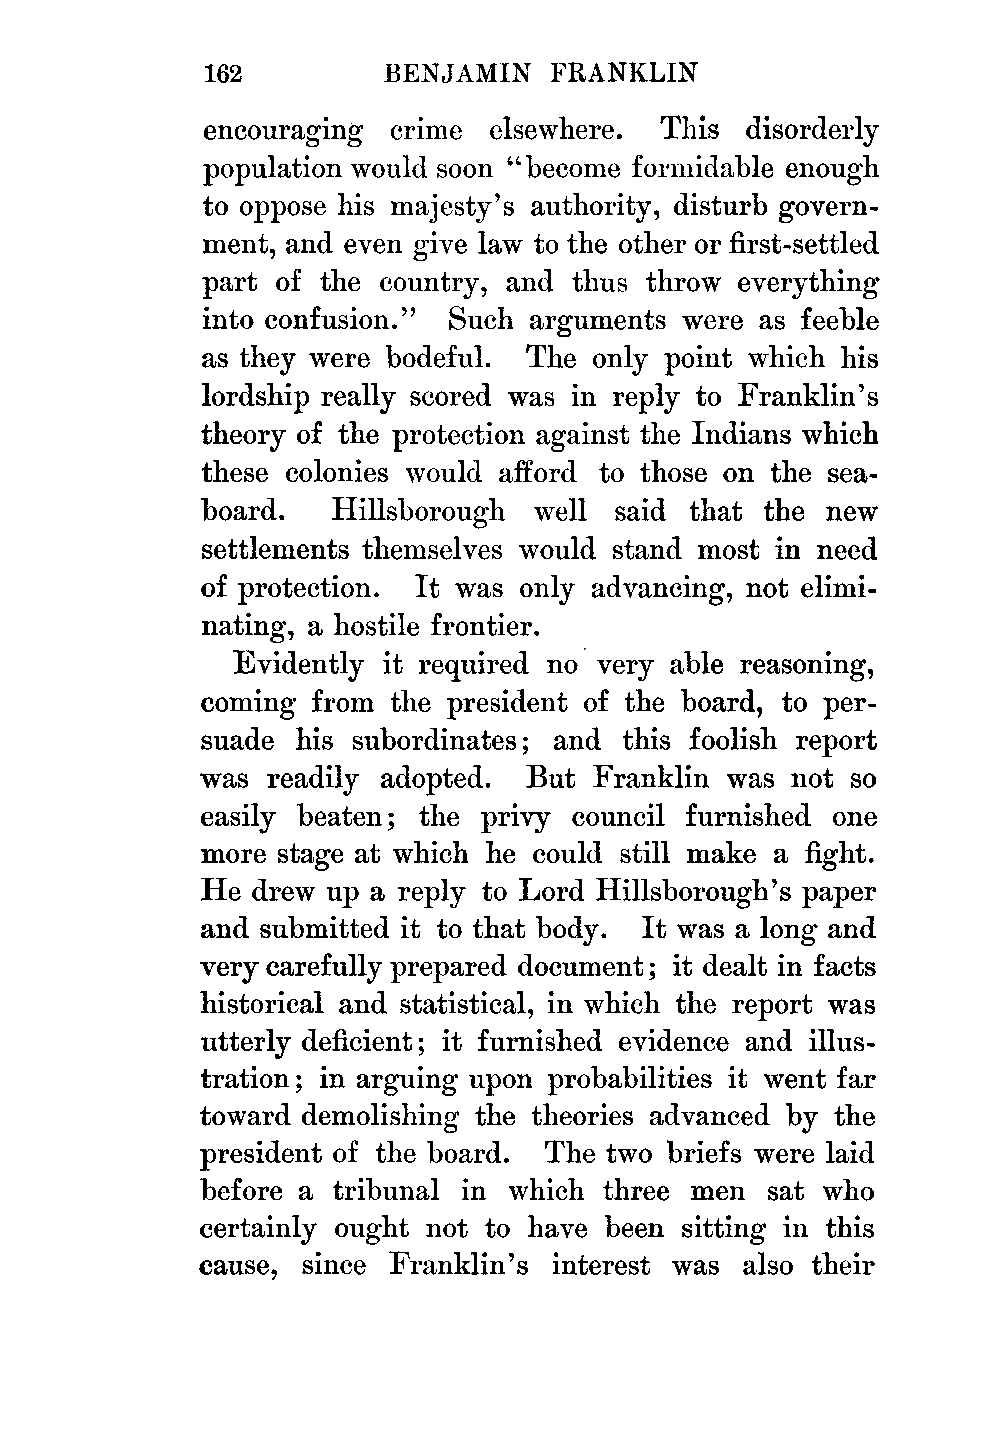 162 BENJAMIN FRANKLIN
encouraging crime elsewhere. This disorderly
population would soon “become formidable enough
to oppose his majesty’s authority, disturb govern-
ment, and even give law to the other or first-settled
part of the country, and thus throw everything
into confusion.” Such arguments were as feeble
as they were bodeful. The only point which his
lordship really scored was in reply to Franklin’s
theory of the protection against the Indians which
these colonies would afford to those on the sea-
board. Hillsborough well said that the new
settlements themselves would stand most in need
of protection. It was only advancing, not elimi-
nating, a hostile frontier.
Evidently it required no very able reasoning,
coming from the president of the board, to per-
suade his subordinates; and this foolish report
was readily adopted. But Franklin was not so
easily beaten; the privy council furnished one
more stage at which he could still make a fight.
He drew up a reply to Lord Hillsborough’s paper
and submitted it to that body. It was a long and
very carefully prepared document; it dealt in facts
historical and statistical, in which the report was
utterly deficient; it furnished evidence and illus-
tration; in arguing upon probabilities it went far
toward demolishing the theories advanced by the
president of the board. The two briefs were laid
before a tribunal in which three men sat who
certainly ought not to have been sitting in this
cause, since Franklin’s interest was also their